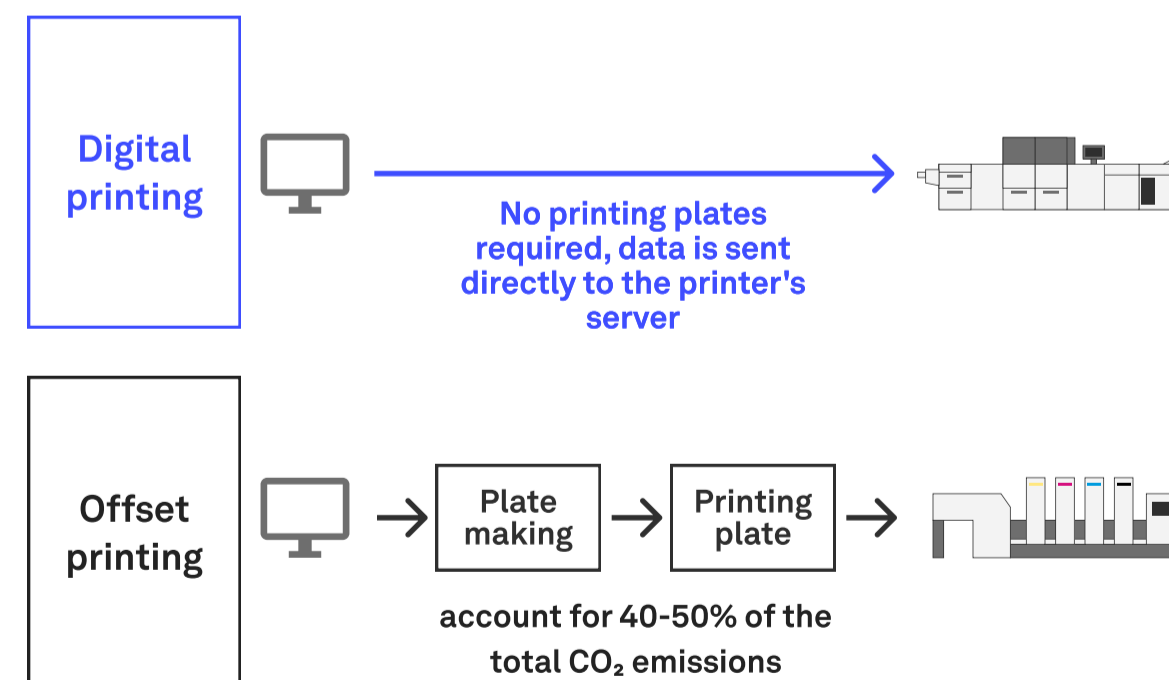 Digital
printing
No printing plates
required, data is sent
directly to the printer's
server
Offset
printing
Plate
making
Printing
plate
account for 40-50% of the
total CO₂ emissions